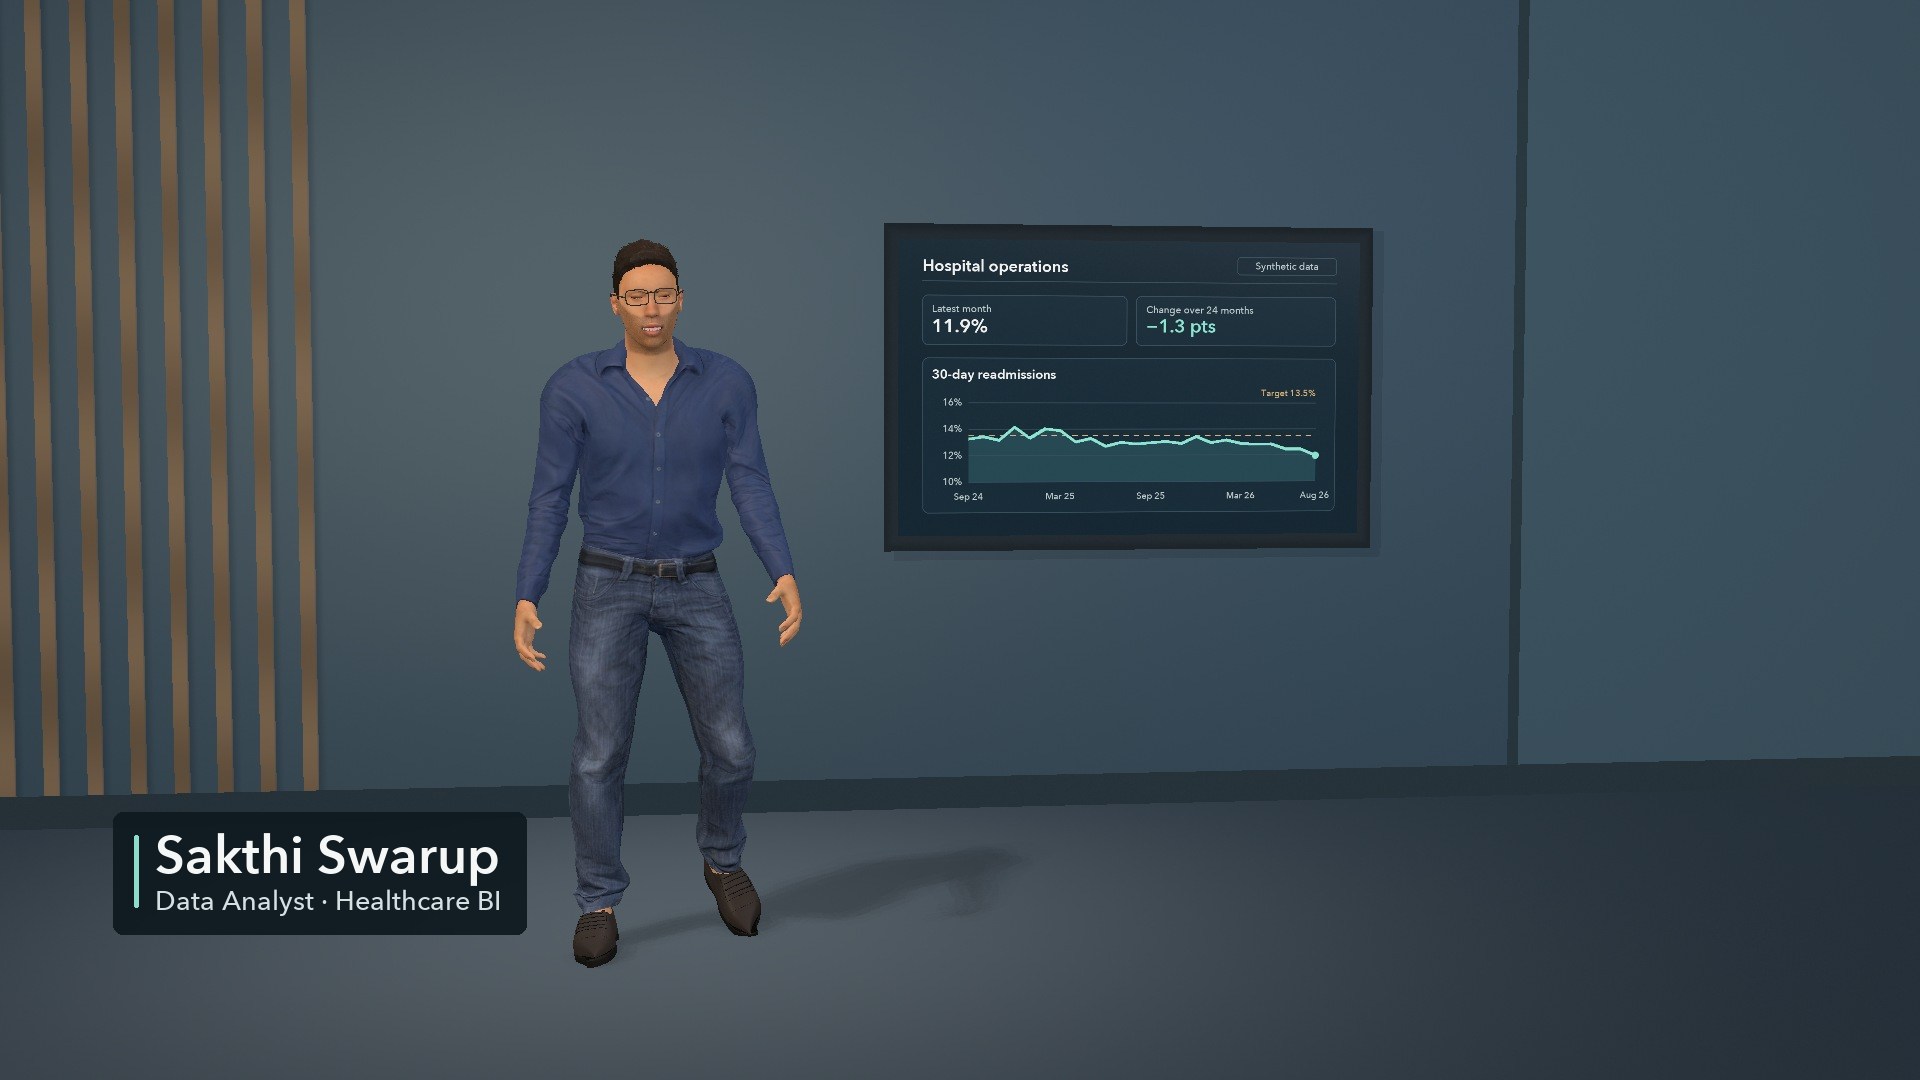 Hospital operations
Synthetic data
Latest month
11.9%
Change over 24 months
−1.3 pts
30-day readmissions
Target 13.5%
16%
14%
12%
10%
Sep 24
Mar 25
Sep 25
Mar 26
Aug 26
Sakthi Swarup
Data Analyst · Healthcare BI